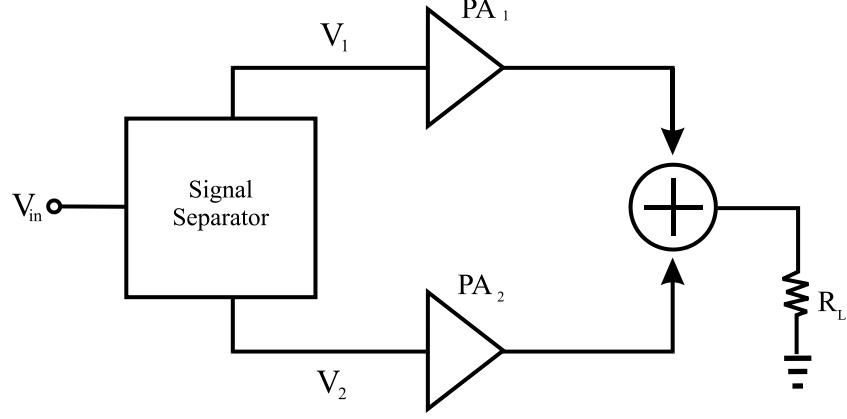 PA 1
V1
Vin
Signal
Separator
PA 2
RL
V2